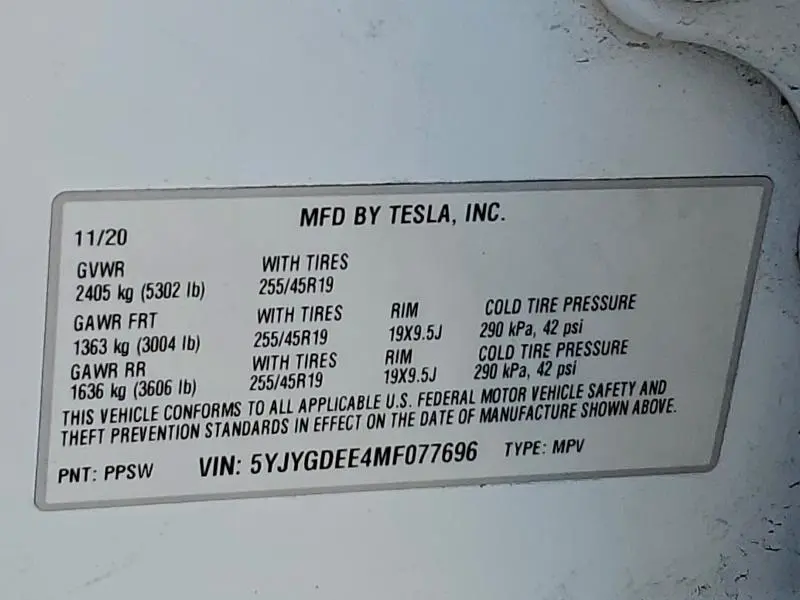 MFD BY TESLA, INC.
11/20
GVWR WITH TIRES
2405 kg (5302 lb) 255/45R19
GAWR FRT WITH TIRES RIM COLD TIRE PRESSURE
1363 kg (3004 lb) 255/45R19 19X9.5J 290 kPa, 42 psi
GAWR RR WITH TIRES RIM COLD TIRE PRESSURE
1636 kg (3606 lb) 255/45R19 19X9.5J 290 kPa, 42 psi
THIS VEHICLE CONFORMS TO ALL APPLICABLE U.S. FEDERAL MOTOR VEHICLE SAFETY AND
THEFT PREVENTION STANDARDS IN EFFECT ON THE DATE OF MANUFACTURE SHOWN ABOVE.
PNT: PPSW VIN: 5YJYGDEE4MF077696 TYPE: MPV